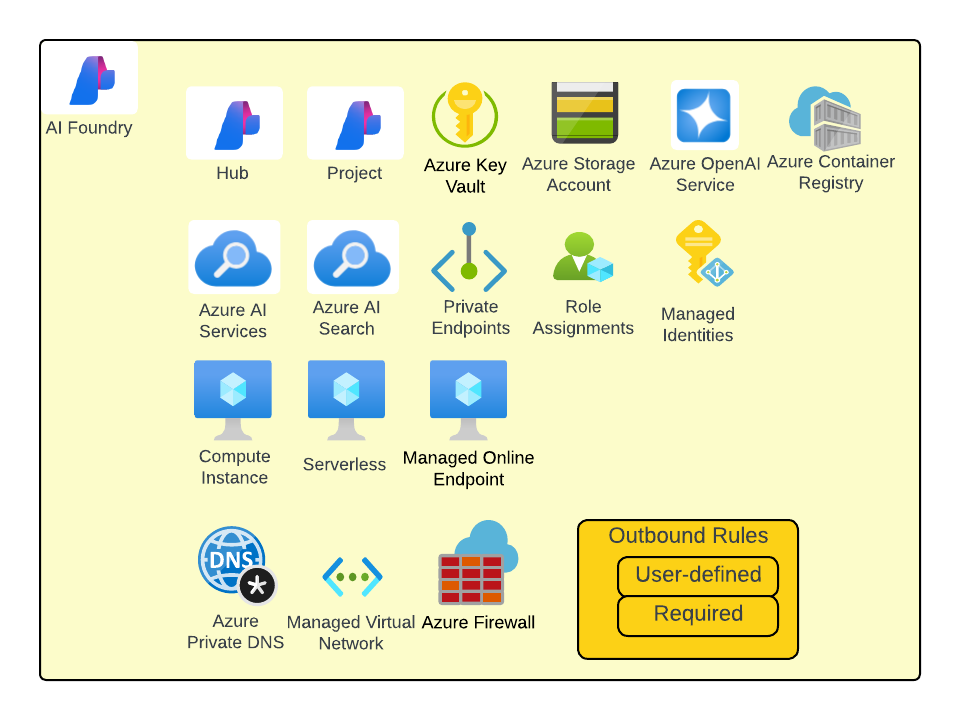 AI Foundry
Hub
Project
Azure Key
Vault
Azure Storage
Account
Azure OpenAI
Service
Azure Container
Registry
Azure AI
Services
Azure AI
Search
Private
Endpoints
Role
Assignments
Managed
Identities
Compute
Instance
Serverless
Managed Online
Endpoint
DNS
*
Azure
Private DNS
Managed Virtual
Network
Azure Firewall
Outbound Rules
User-defined
Required